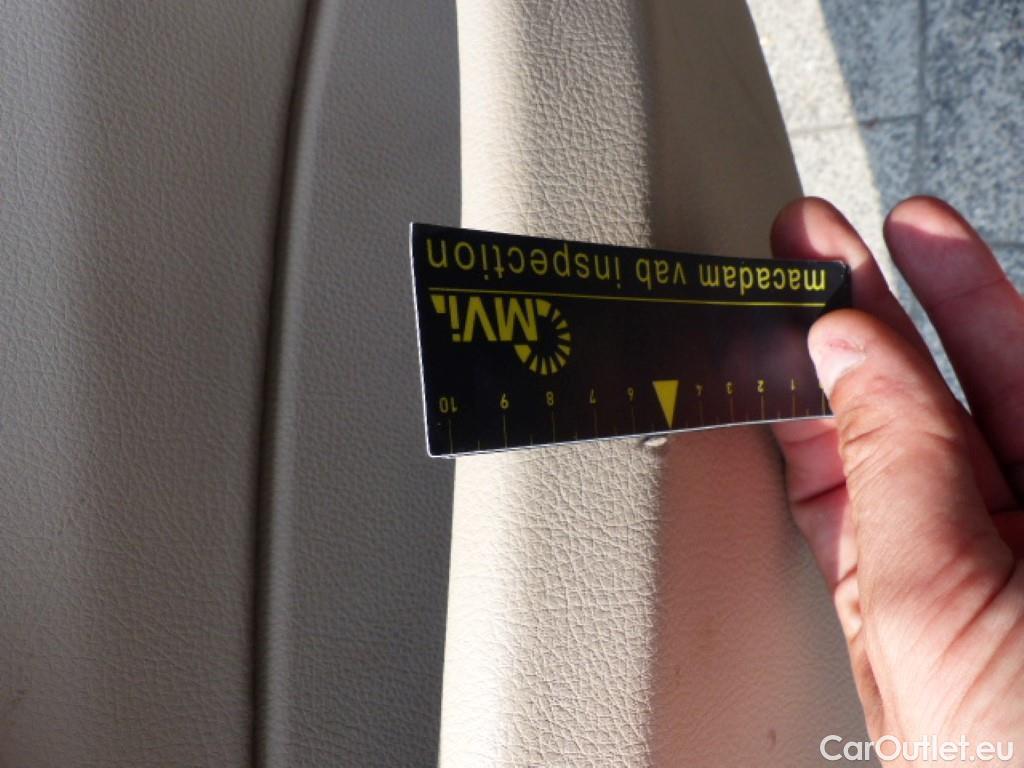 macadam vab inspection
MVi
1 2 3 4 6 7 8 9 10
CarOutlet.eu